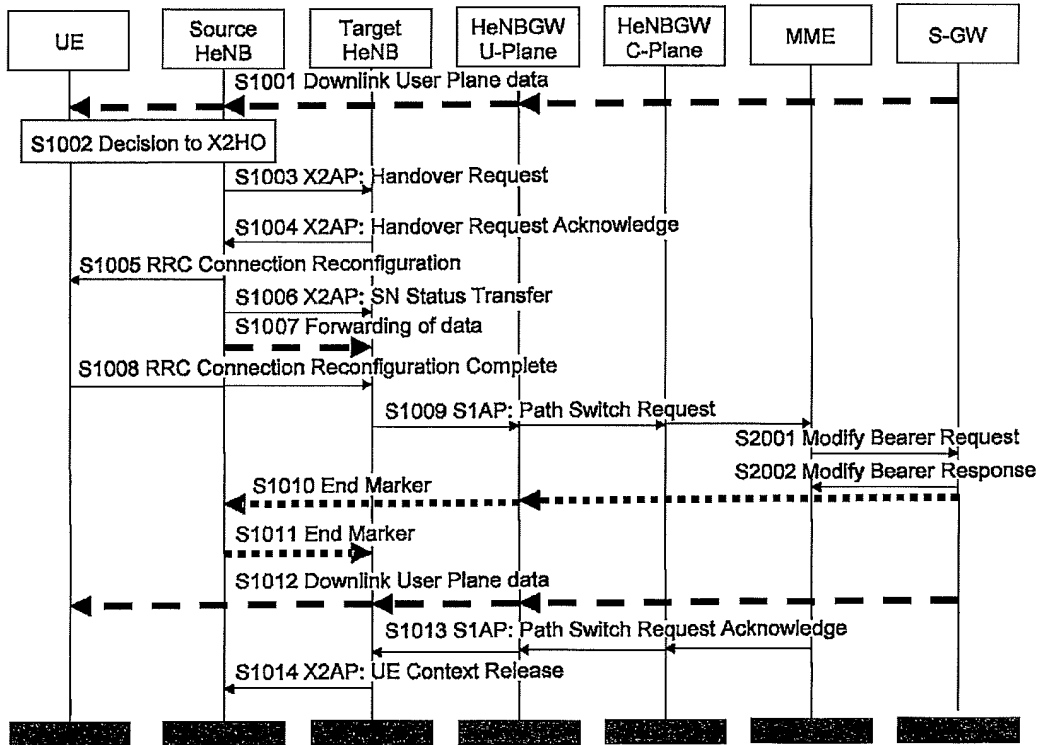 UE
Source
HeNB
Target
HeNB
HeNBGW
U-Plane
HeNBGW
C-Plane
MME
S-GW
S1001 Downlink User Plane data
S1002 Decision to X2HO
S1003 X2AP: Handover Request
S1004 X2AP: Handover Request Acknowledge
S1005 RRC Connection Reconfiguration
S1006 X2AP: SN Status Transfer
S1007 Forwarding of data
S1008 RRC Connection Reconfiguration Complete
S1009 S1AP: Path Switch Request
S2001 Modify Bearer Request
S2002 Modify Bearer Response
S1010 End Marker
S1011 End Marker
S1012 Downlink User Plane data
S1013 S1AP: Path Switch Request Acknowledge
S1014 X2AP: UE Context Release